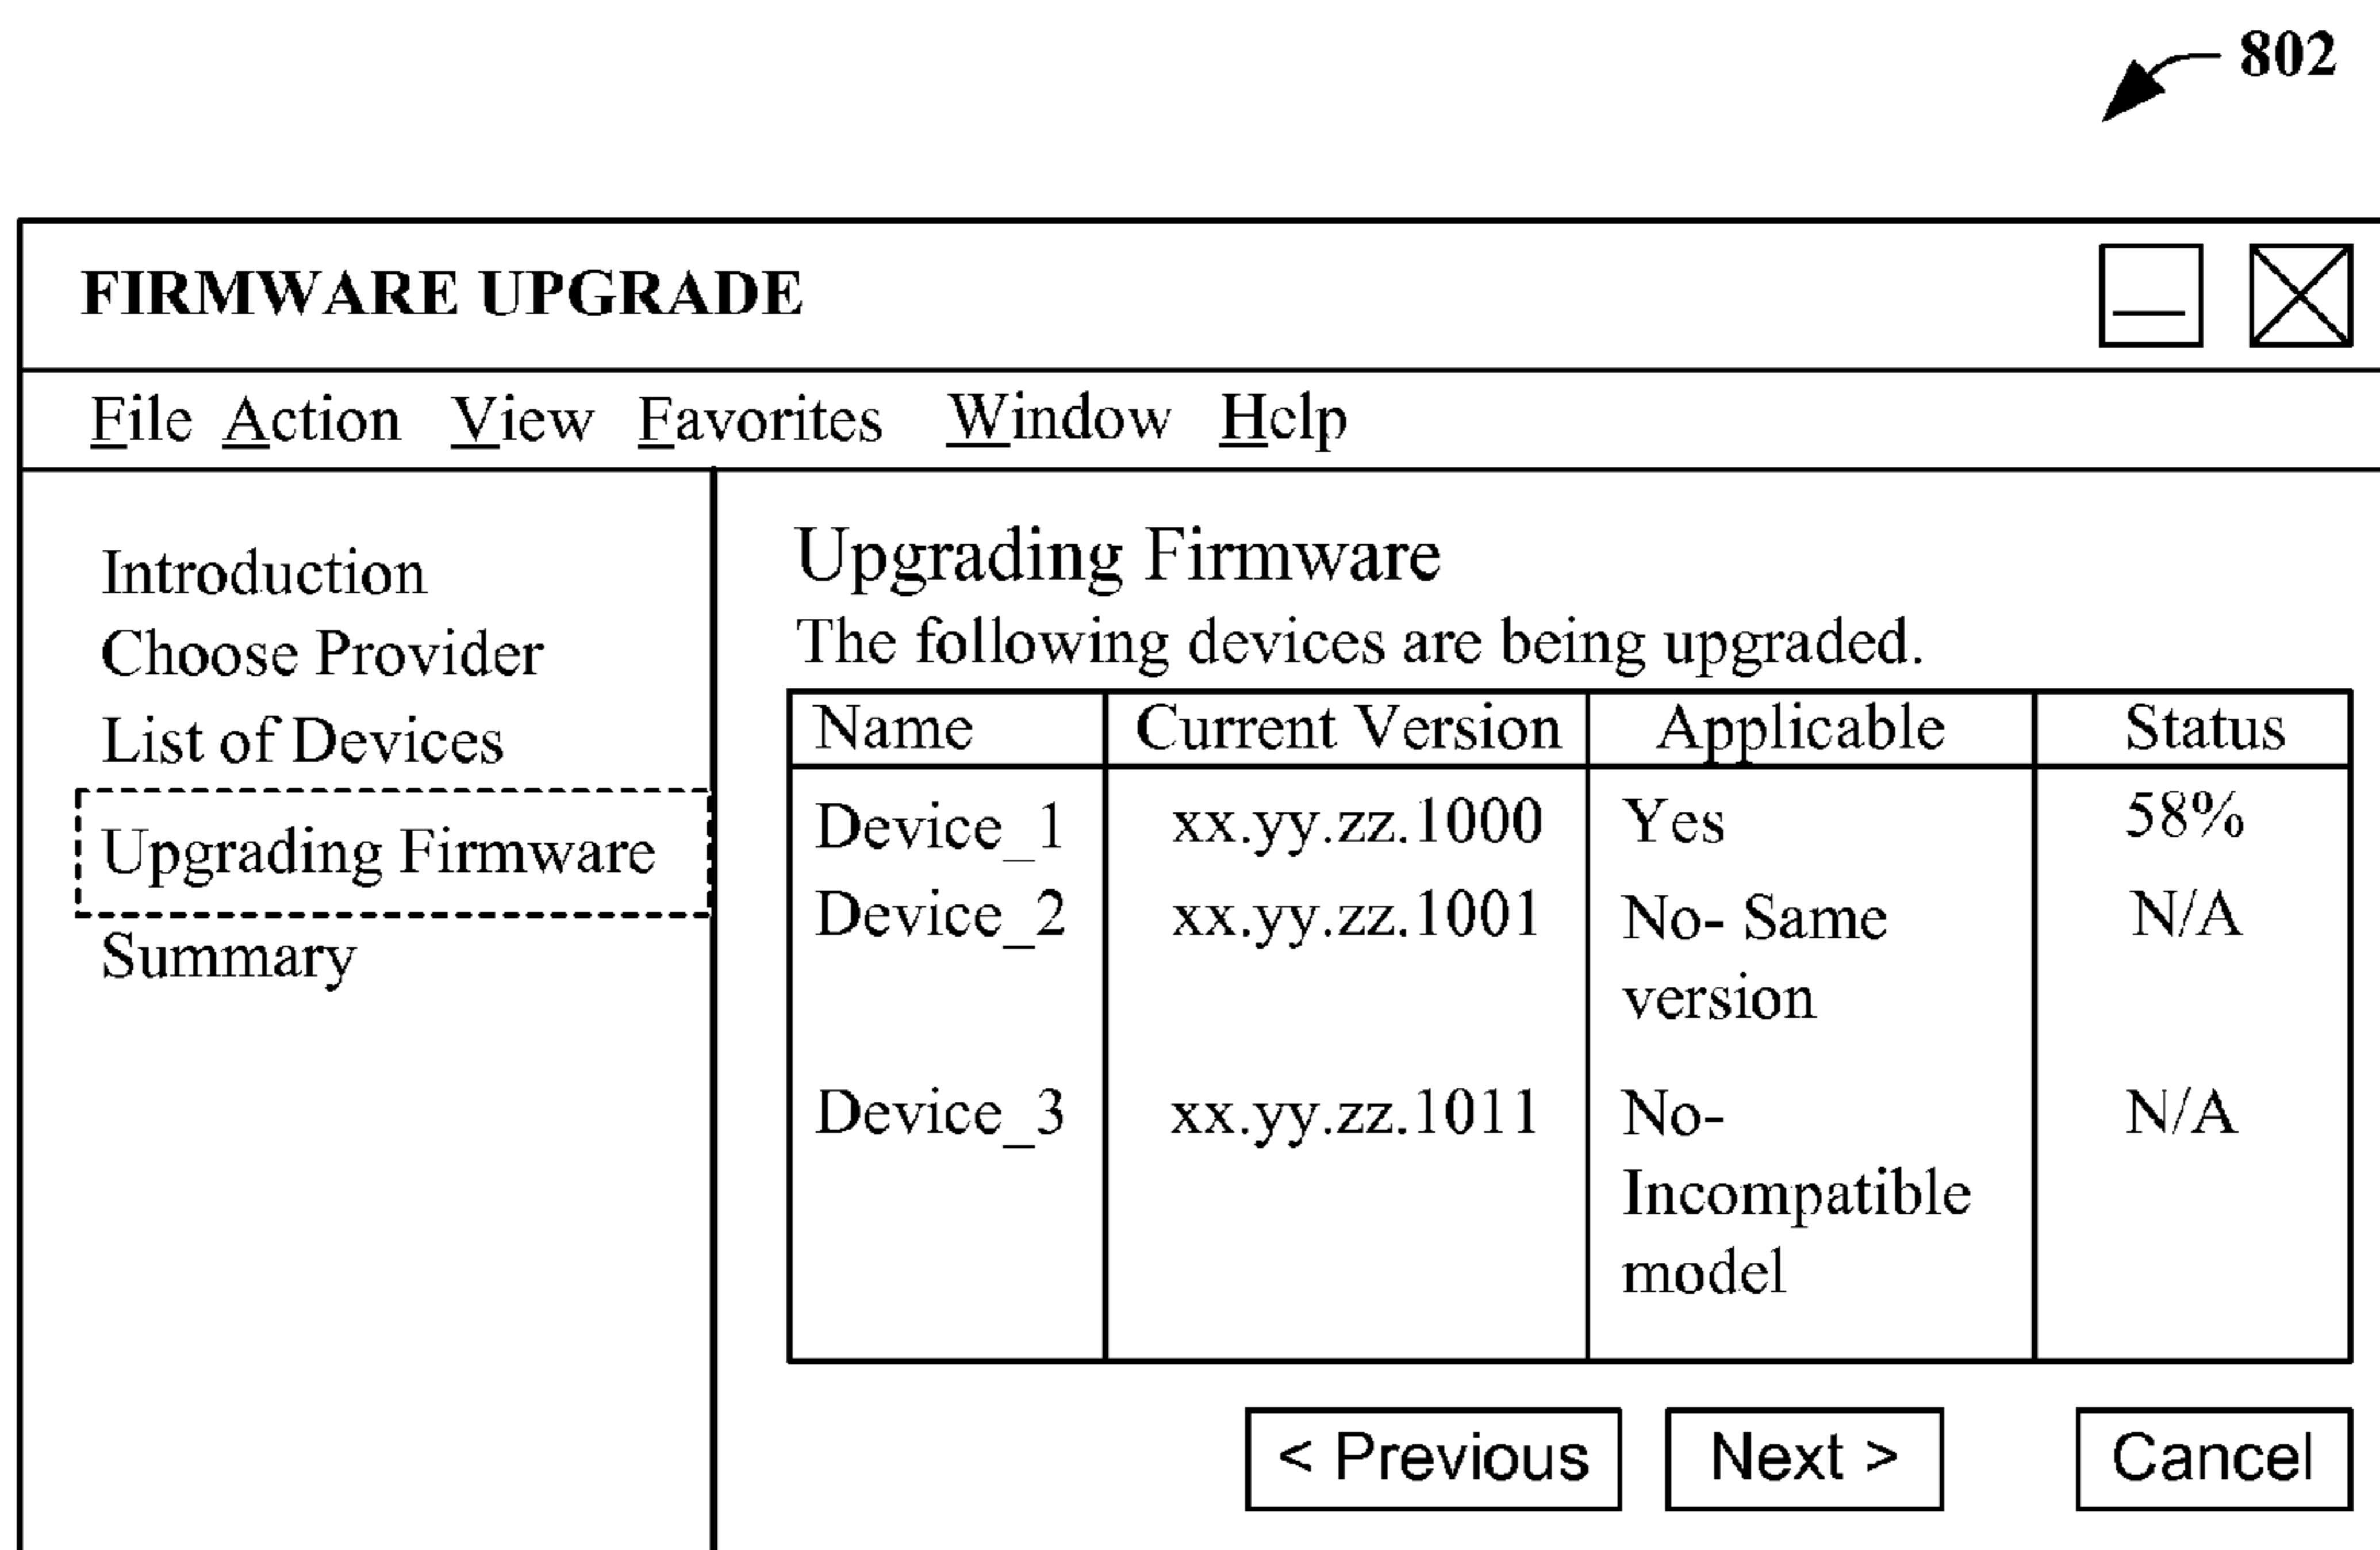 802
FIRMWARE UPGRADE
File Action View Favorites Window Help
Introduction
Choose Provider
List of Devices
Upgrading Firmware
Summary
Upgrading Firmware
The following devices are being upgraded.
Name Current Version Applicable Status
Device_1 xx.yy.zz.1000 Yes 58%
Device_2 xx.yy.zz.1001 No- Same N/A
version
Device_3 xx.yy.zz.1011 No- N/A
Incompatible
model
< Previous Next > Cancel